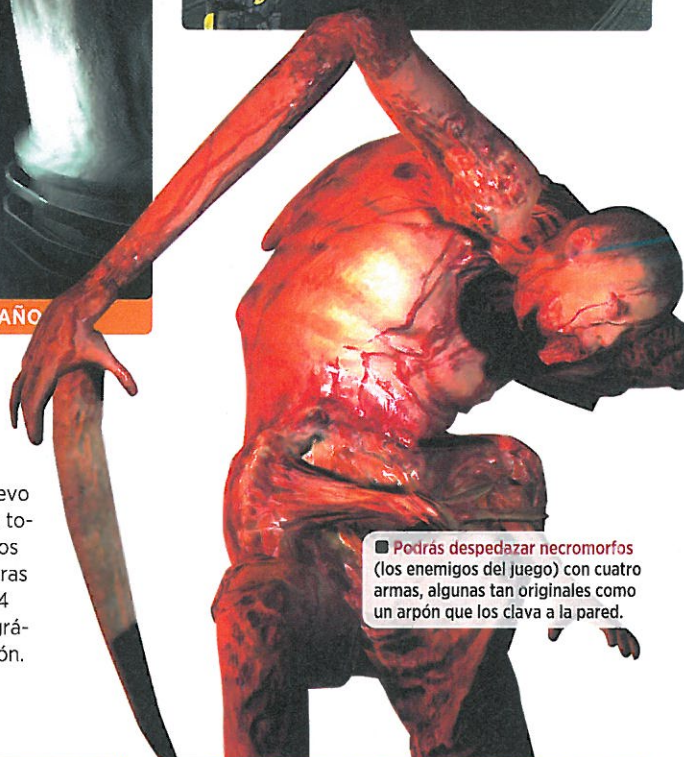 AÑO
evo
to-
os
ras
4
grá-
ón.
Podrás despedazar necromorfos
(los enemigos del juego) con cuatro
armas, algunas tan originales como
un arpón que los clava a la pared.